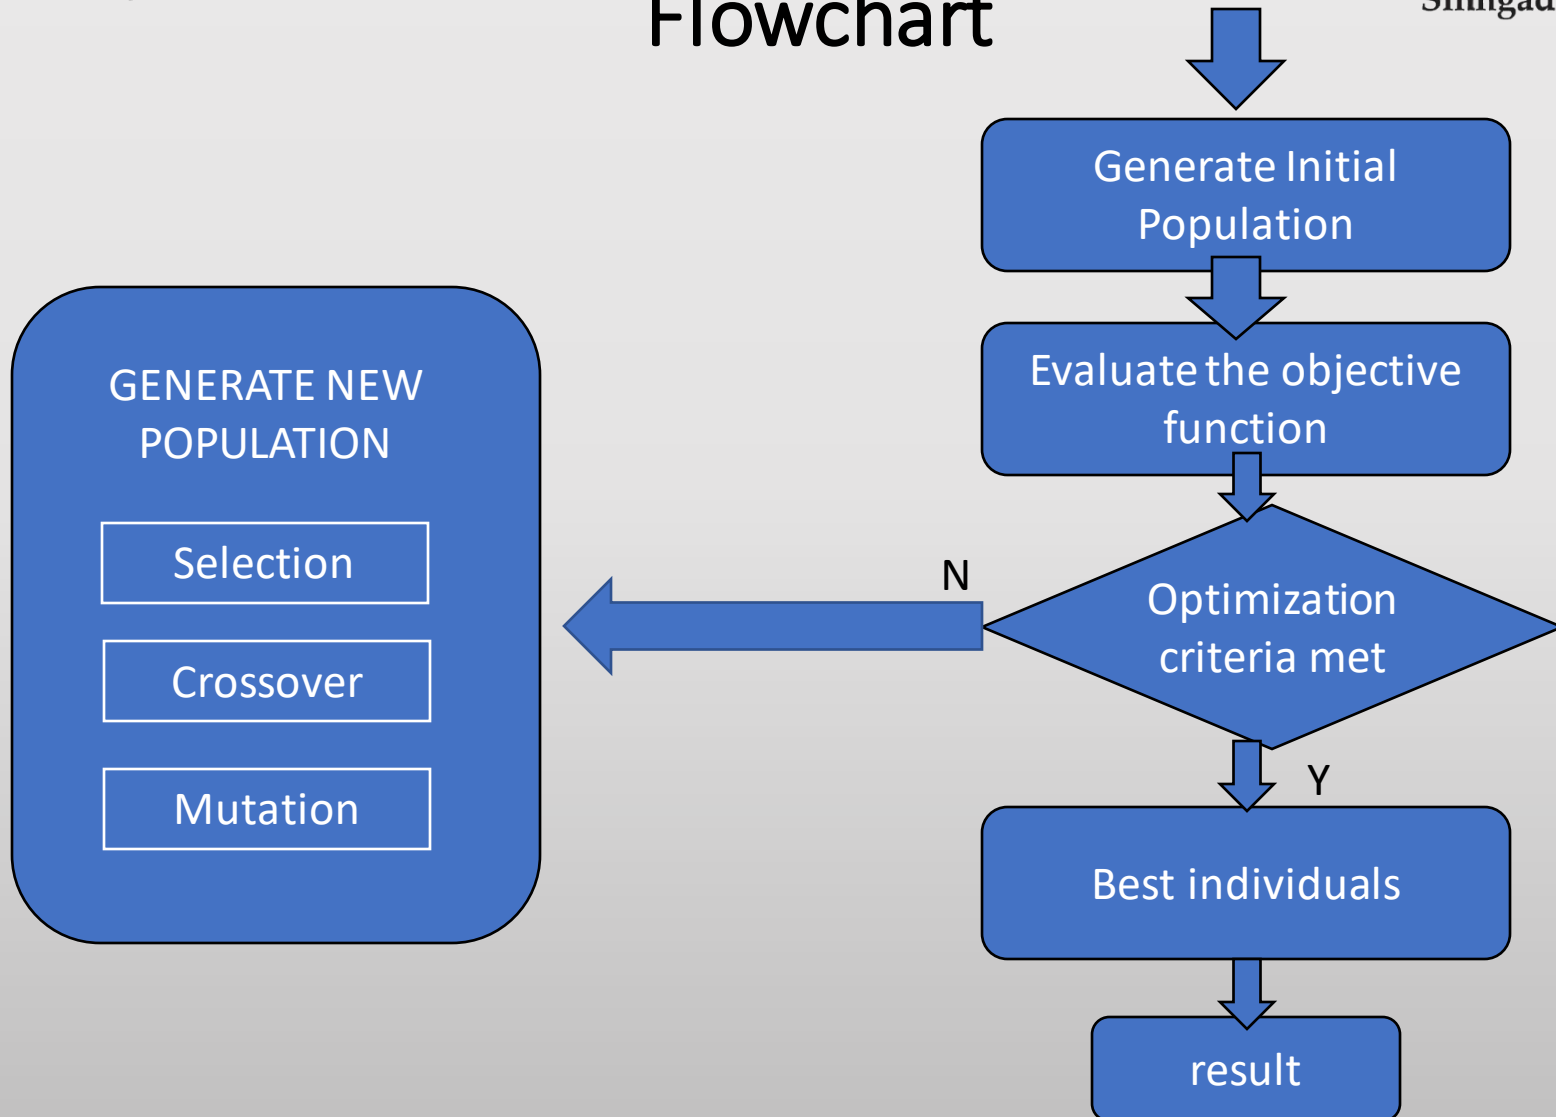 Flowchart
Generate Initial
Population
Evaluate the objective
function
Optimization
criteria met
N
Y
Best individuals
result
GENERATE NEW
POPULATION
Selection
Crossover
Mutation